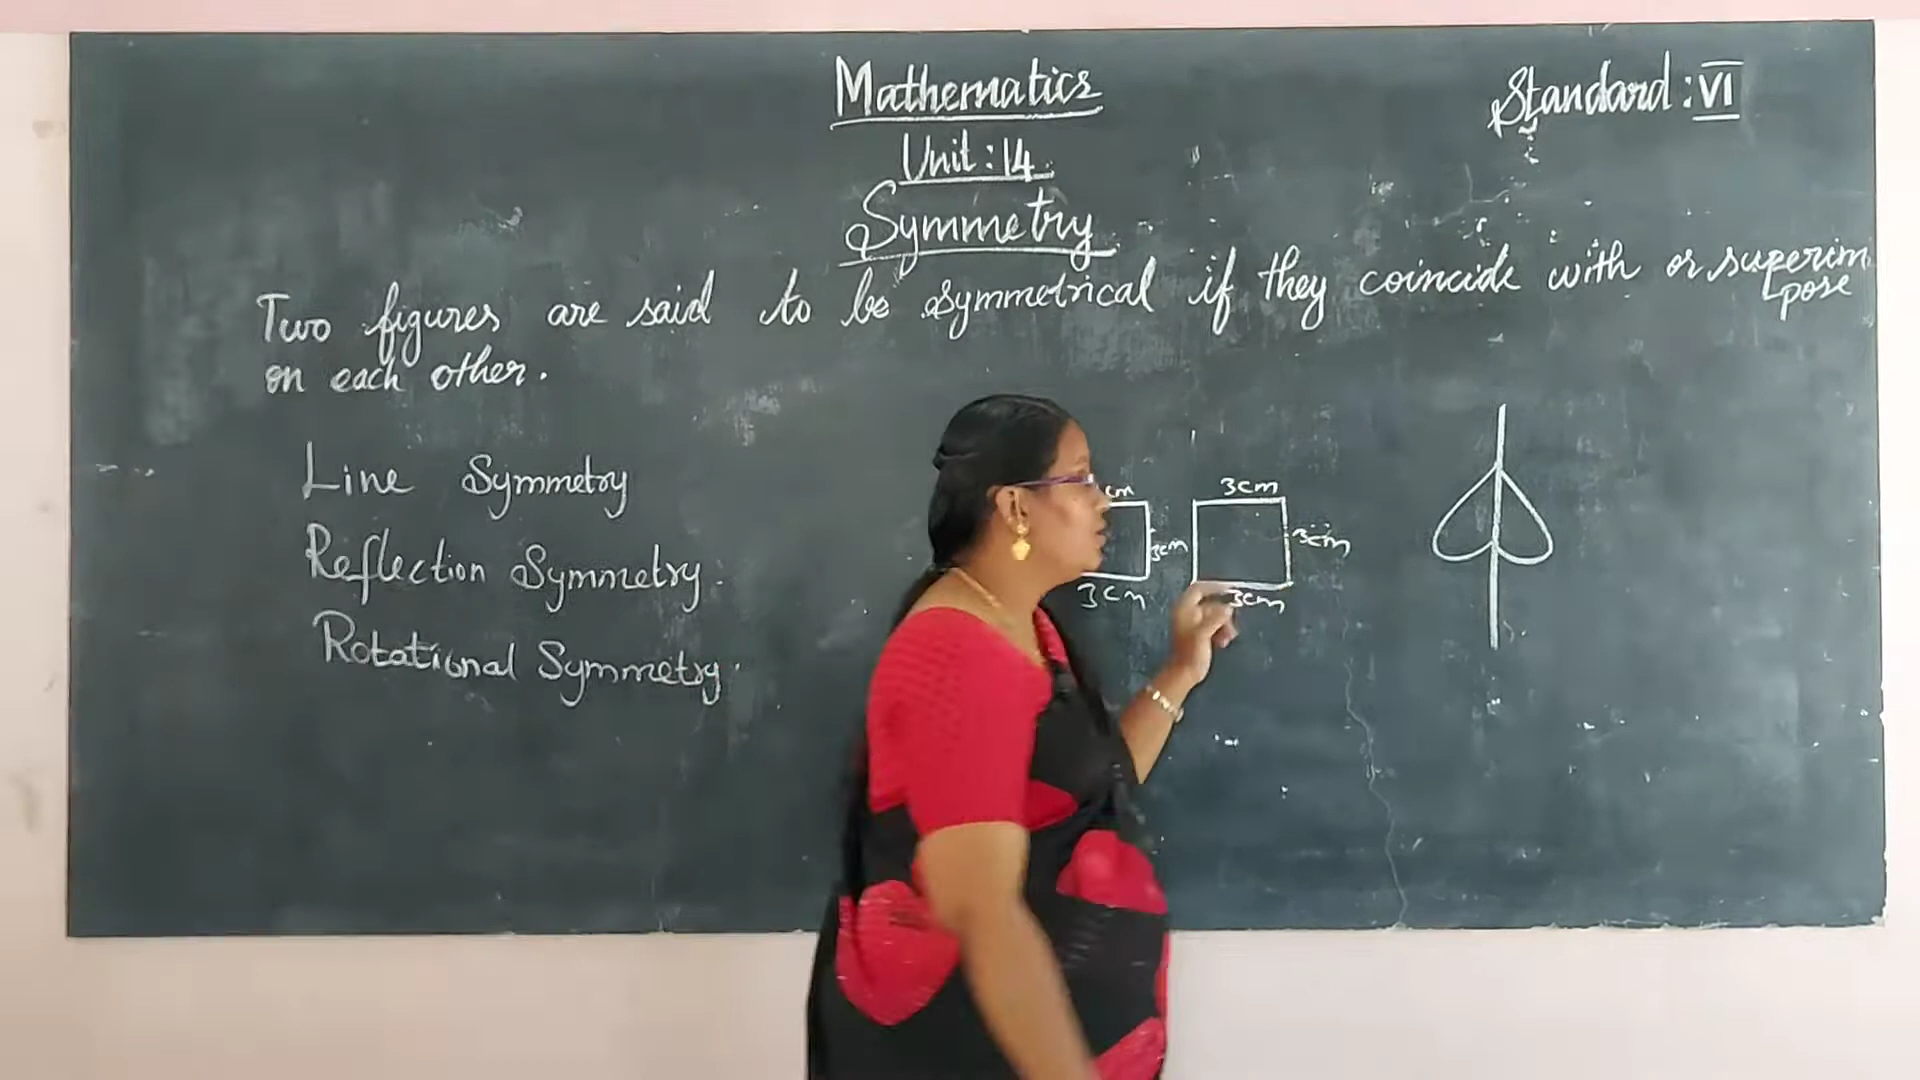 Mathematics
Standard : VI
Unit : 14
Symmetry
Two figures are said to be symmetrical if they coincide with or superim
pose
on each other.
Line Symmetry
Reflection Symmetry.
Rotational Symmetry.
cm
3cm
3cm
3cm
3cm
3cm